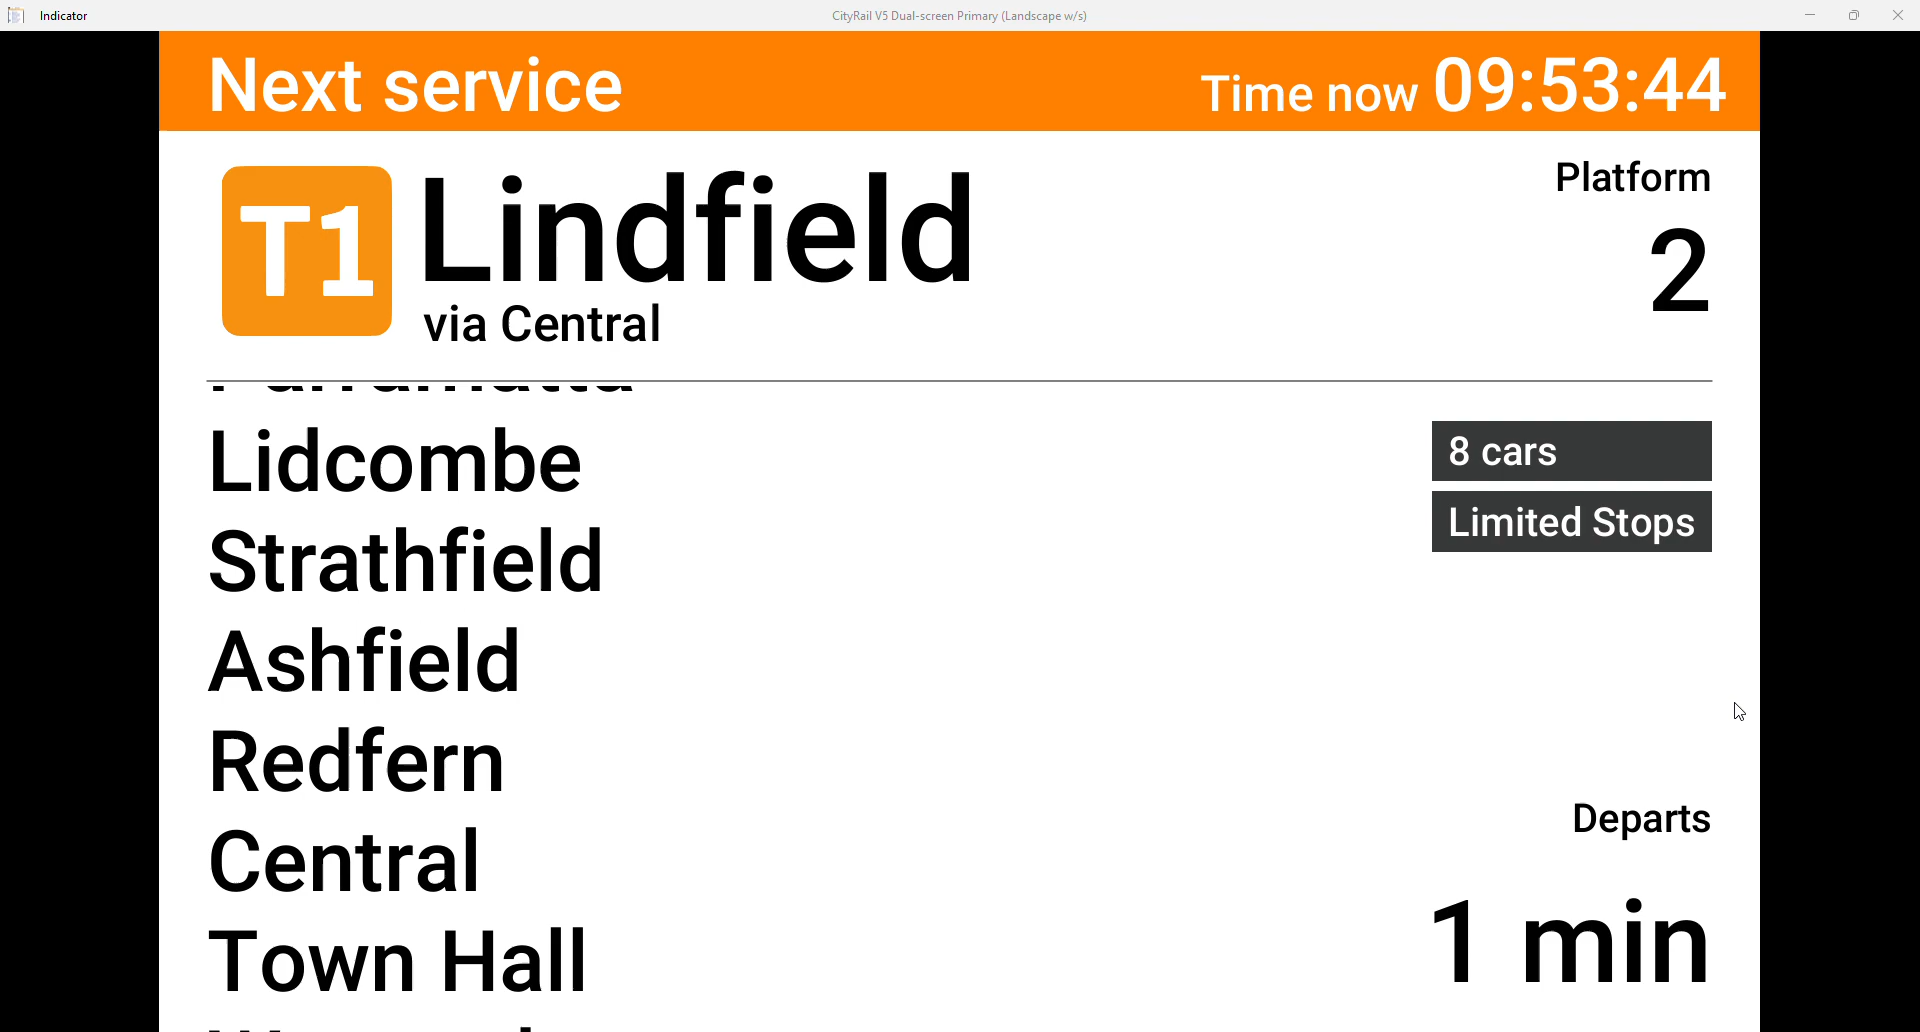 Indicator
CityRail V5 Dual-screen Primary (Landscape w/s)
Next service
Time now 09:53:44
T1
Lindfield
via Central
Platform
2
Lidcombe
Strathfield
Ashfield
Redfern
Central
Town Hall
8 cars
Limited Stops
Departs
1 min